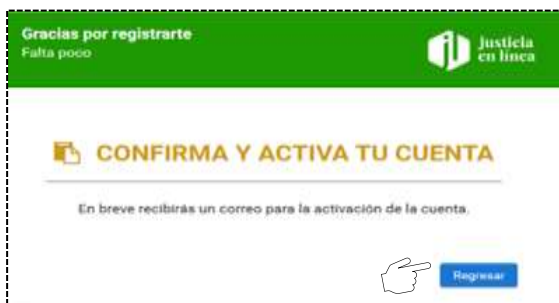 Gracias por registrarte
Falta poco
Justicia
en línea
CONFIRMA Y ACTIVA TU CUENTA
En breve recibirás un correo para la activación de la cuenta.
Regresar